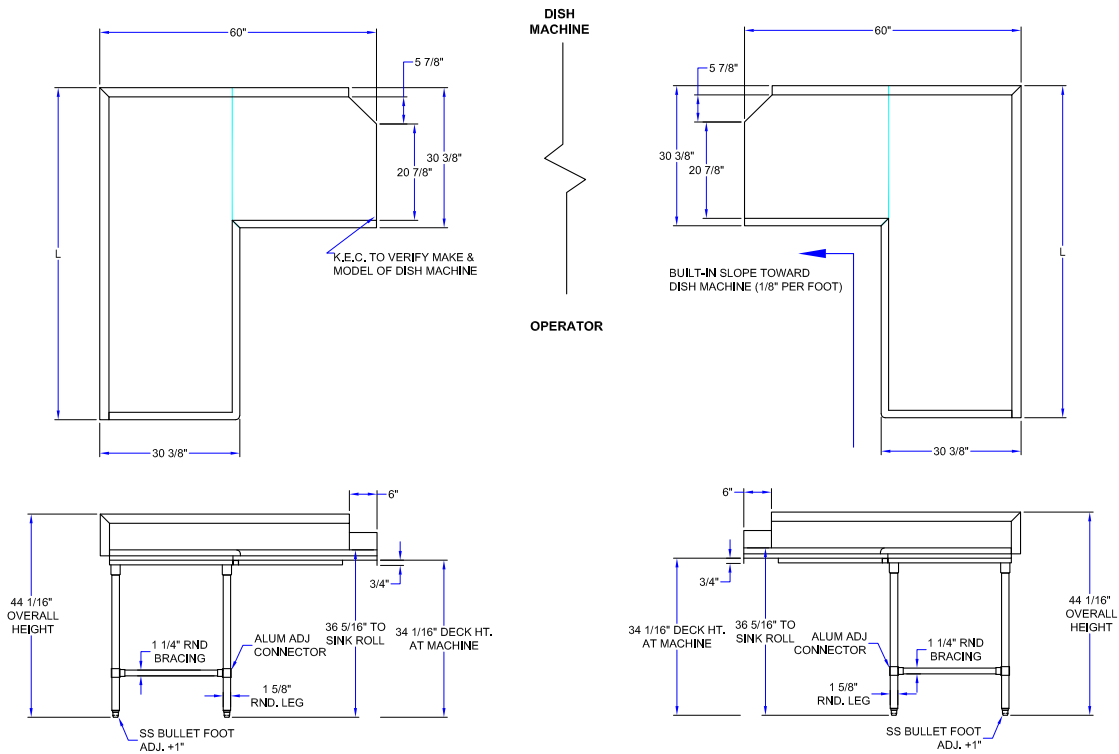 DISH
MACHINE
60"
5 7/8"
30 3/8"
20 7/8"
L
K.E.C. TO VERIFY MAKE &
MODEL OF DISH MACHINE
30 3/8"
OPERATOR
60"
5 7/8"
30 3/8"
20 7/8"
L
BUILT-IN SLOPE TOWARD
DISH MACHINE (1/8" PER FOOT)
30 3/8"
6"
3/4"
44 1/16"
OVERALL
HEIGHT
1 1/4" RND
BRACING
ALUM ADJ
CONNECTOR
36 5/16" TO
SINK ROLL
34 1/16" DECK HT.
AT MACHINE
1 5/8"
RND. LEG
SS BULLET FOOT
ADJ. +1"
6"
3/4"
34 1/16" DECK HT.
AT MACHINE
36 5/16" TO
SINK ROLL
ALUM ADJ
CONNECTOR
1 1/4" RND
BRACING
44 1/16"
OVERALL
HEIGHT
1 5/8"
RND. LEG
SS BULLET FOOT
ADJ. +1"